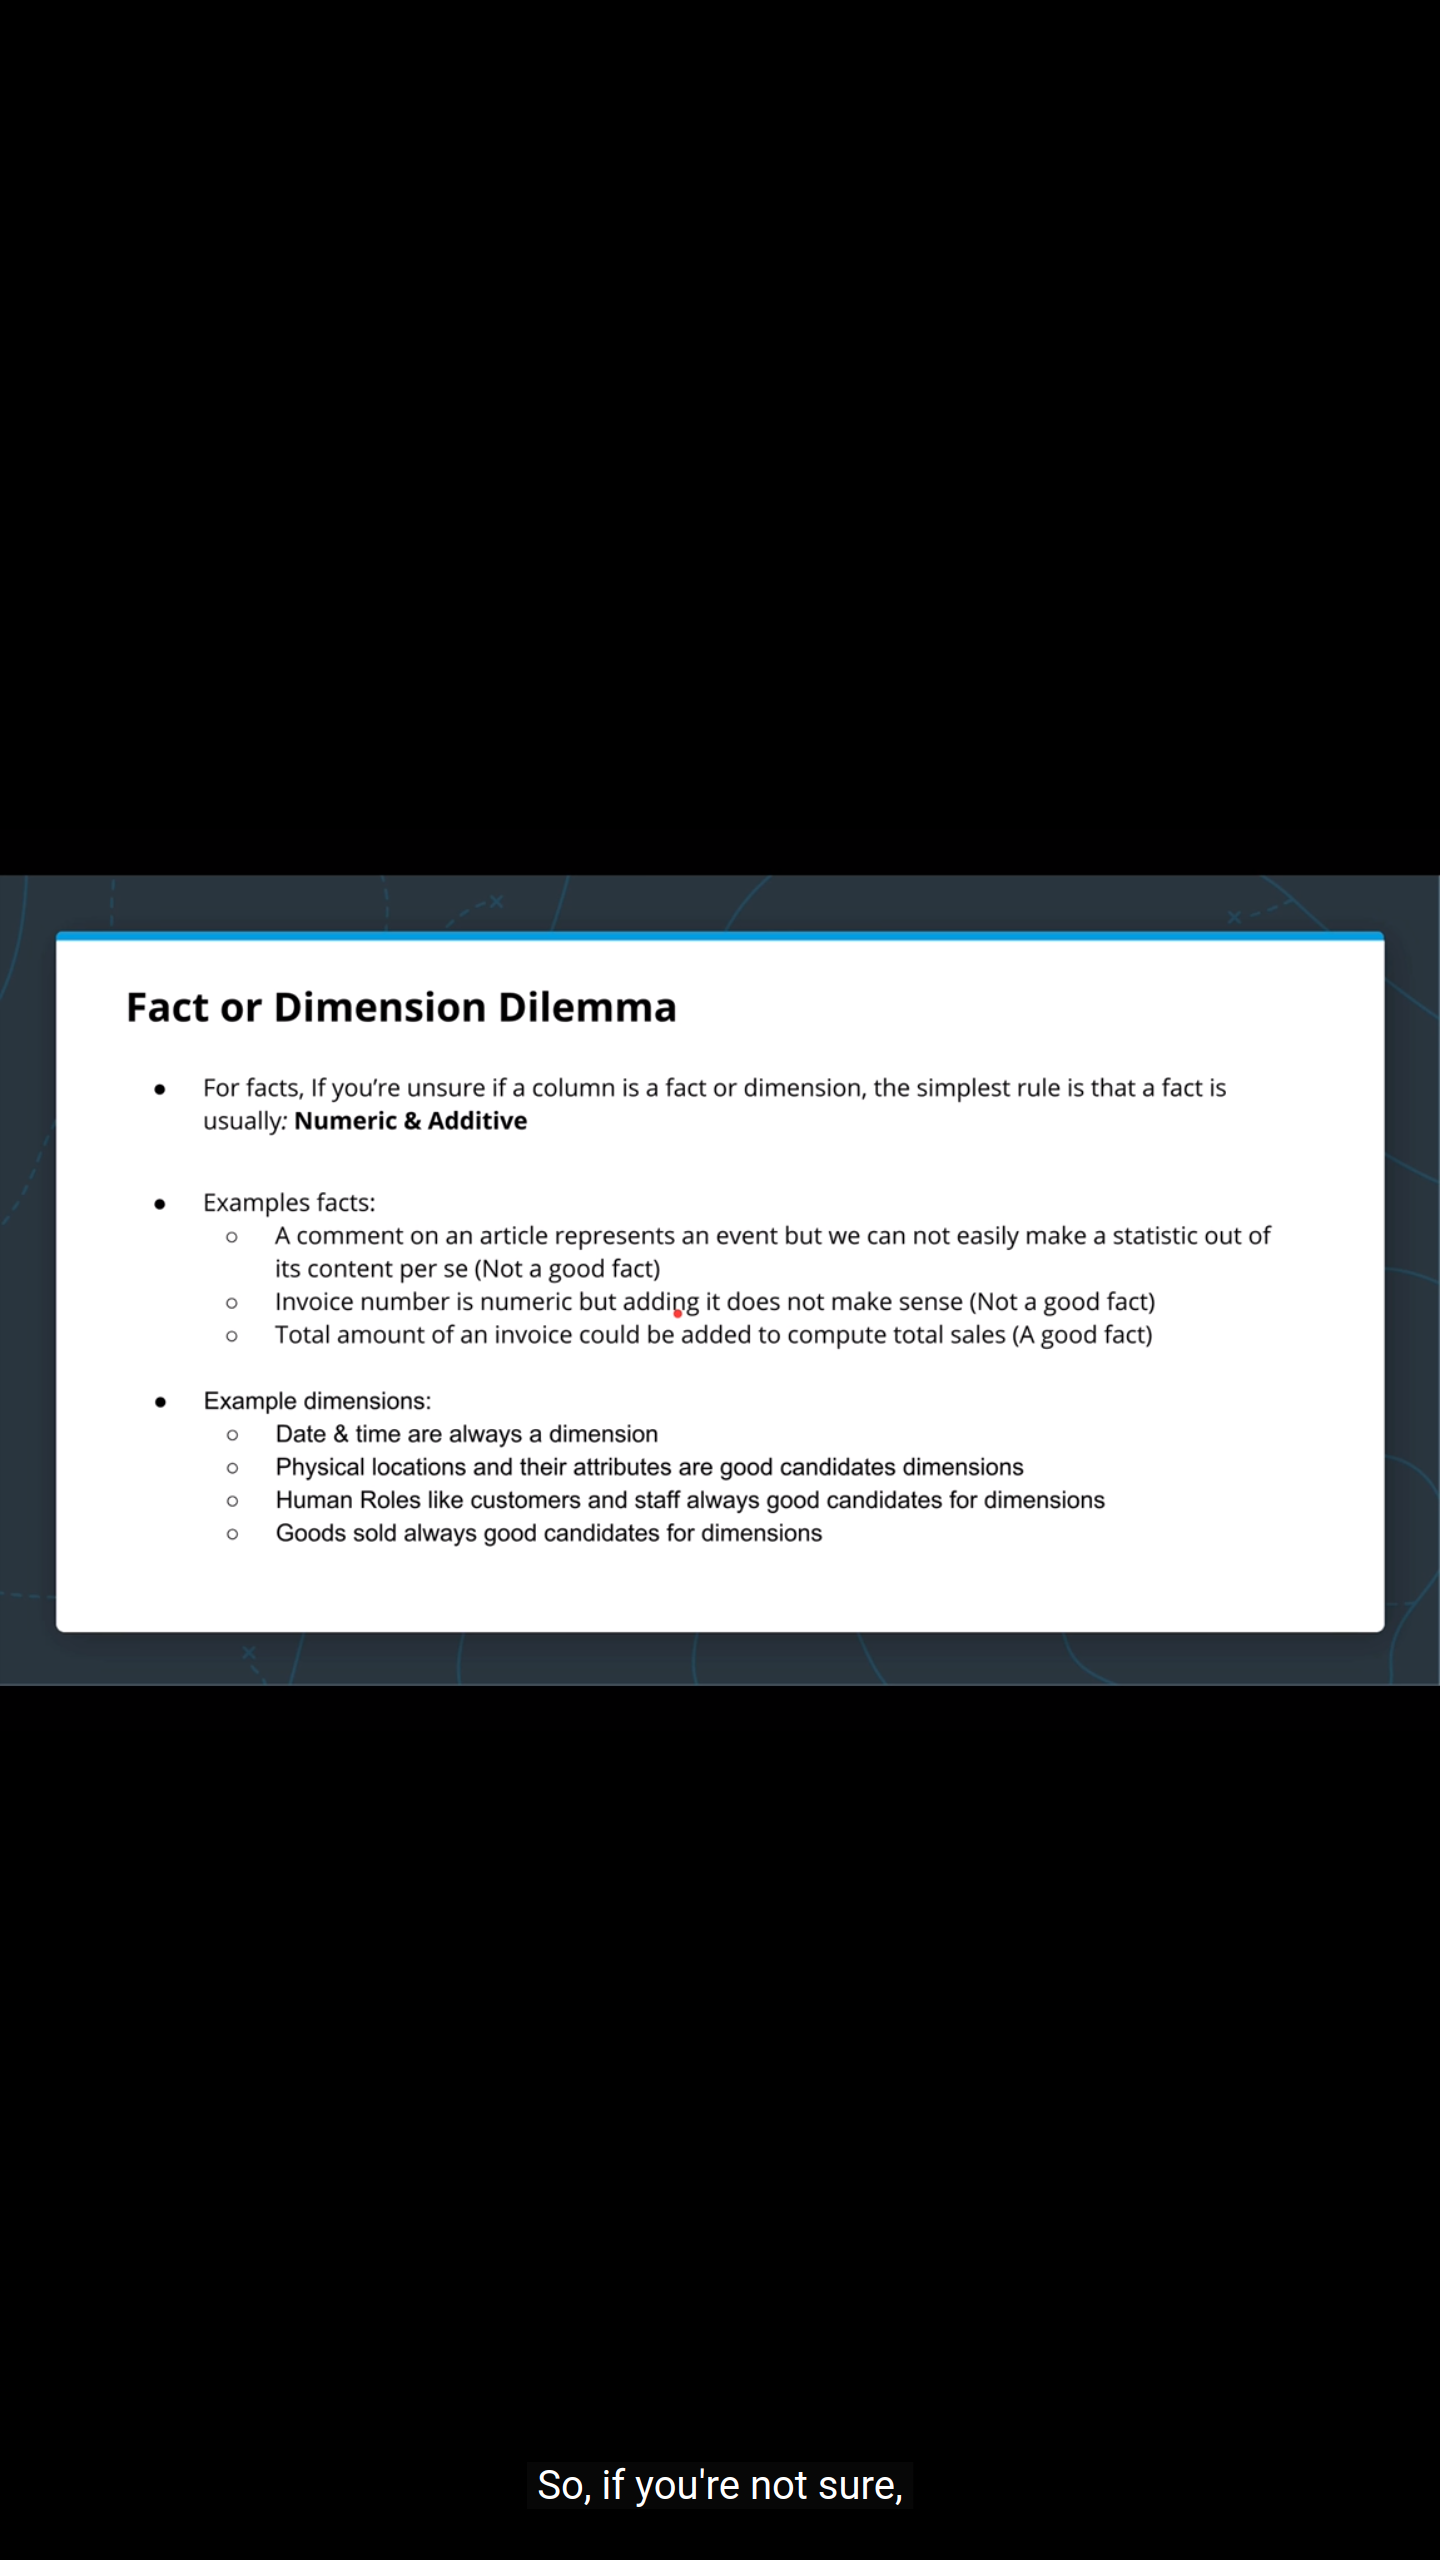 Fact or Dimension Dilemma
● For facts, If you’re unsure if a column is a fact or dimension, the simplest rule is that a fact is
usually: Numeric & Additive
● Examples facts:
○ A comment on an article represents an event but we can not easily make a statistic out of
its content per se (Not a good fact)
○ Invoice number is numeric but adding it does not make sense (Not a good fact)
○ Total amount of an invoice could be added to compute total sales (A good fact)
● Example dimensions:
○ Date & time are always a dimension
○ Physical locations and their attributes are good candidates dimensions
○ Human Roles like customers and staff always good candidates for dimensions
○ Goods sold always good candidates for dimensions
So, if you're not sure,